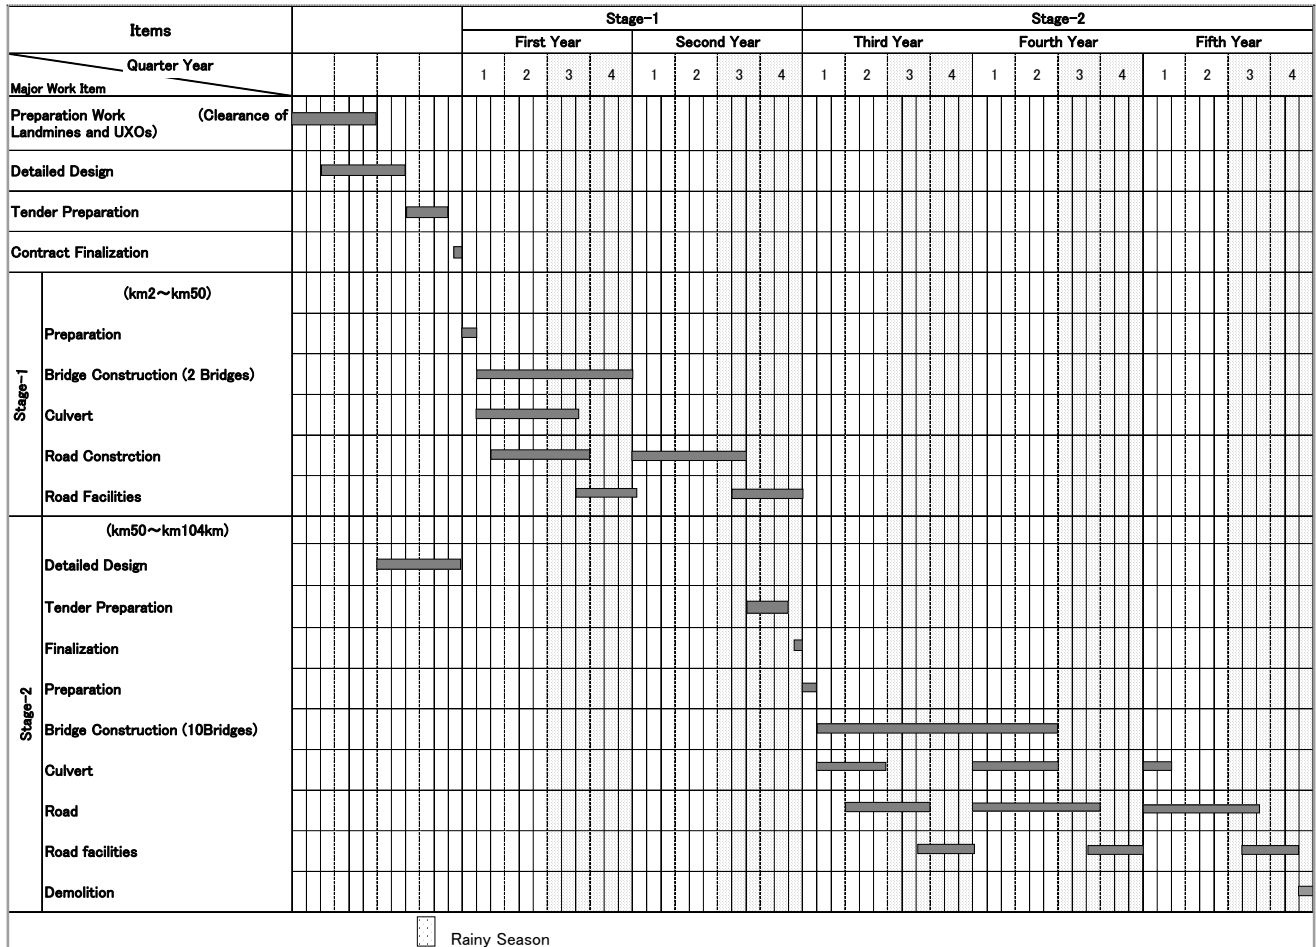 Items
Stage-1
Stage-2
First Year
Second Year
Third Year
Fourth Year
Fifth Year
Quarter Year
1 2 3 4 1 2 3 4 1 2 3 4 1 2 3 4 1 2 3 4
Major Work Item
Preparation Work (Clearance of
Landmines and UXOs)
Detailed Design
Tender Preparation
Contract Finalization
Stage-1
(km2～km50)
Preparation
Bridge Construction (2 Bridges)
Culvert
Road Constrction
Road Facilities
Stage-2
(km50～km104km)
Detailed Design
Tender Preparation
Finalization
Preparation
Bridge Construction (10Bridges)
Culvert
Road
Road facilities
Demolition
Rainy Season